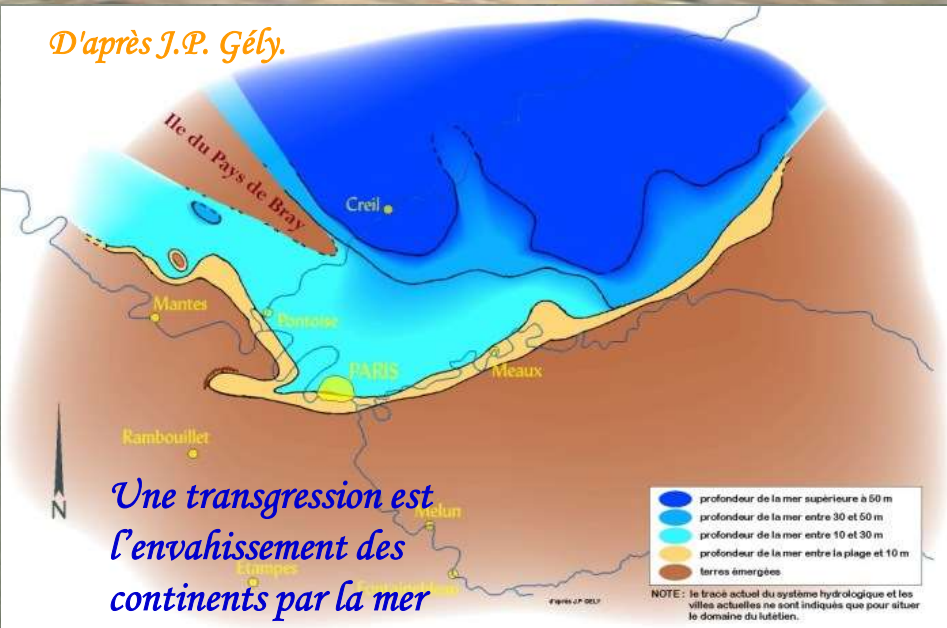 D'après J.P. Gély.
Ile du Pays de Bray
Creil
Mantes
Pontoise
PARIS
Meaux
Rambouillet
Une transgression est
Melun
l'envahissement des
Etampes
Fontainebleau
continents par la mer
N
profondeur de la mer supèrieure à 50 m
profondeur de la mer entre 30 et 50 m
profondeur de la mer entre 10 et 30 m
profondeur de la mer entre la plage et 10 m
terres émergèes
d'après J.P GELY
NOTE : le tracé actuel du système hydrologique et les
villes actuelles ne sont indiqués que pour situer
le domaine du lutétien.